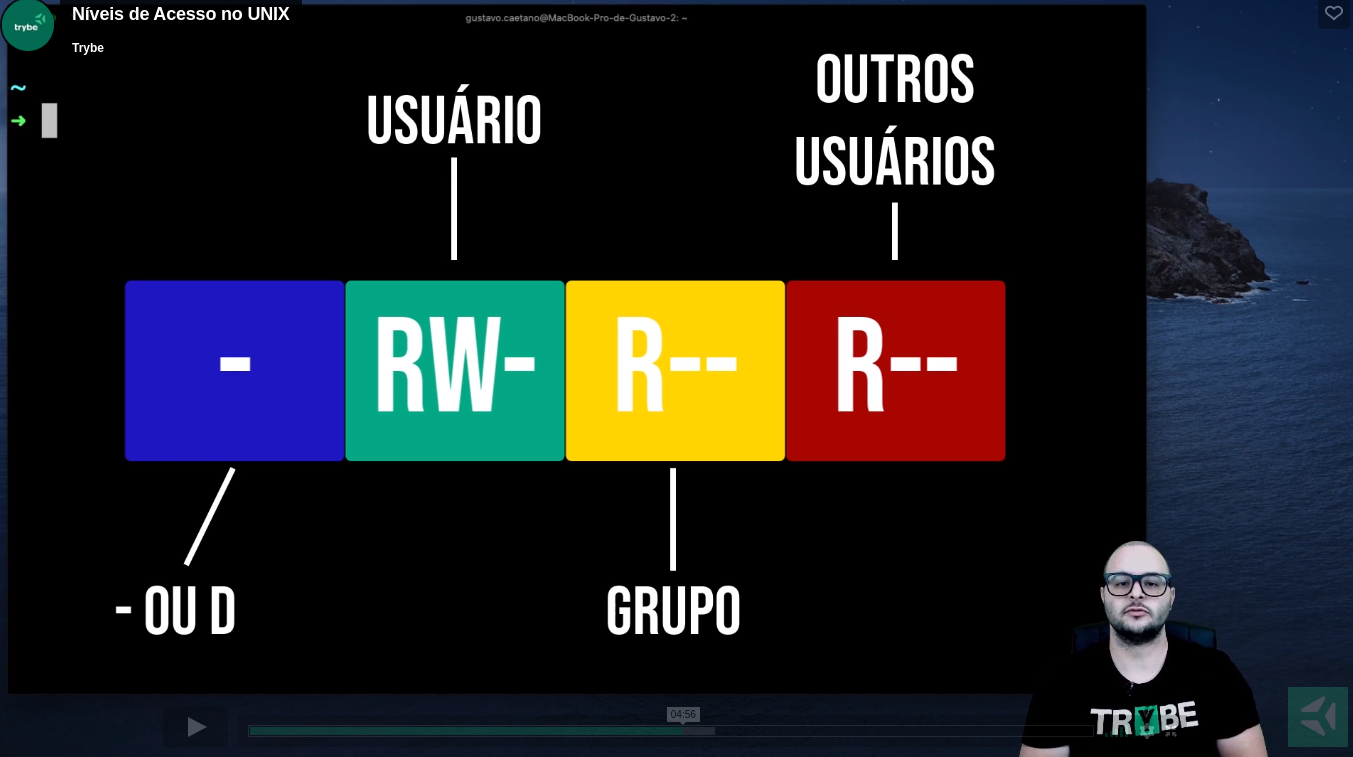 Níveis de Acesso no UNIX
trybe
Trybe
gustavo.caetano@MacBook-Pro-de-Gustavo-2: ~
~
➜
USUÁRIO
OUTROS
USUÁRIOS
-
RW-
R--
R--
- OU D
GRUPO
TRYBE
04:56